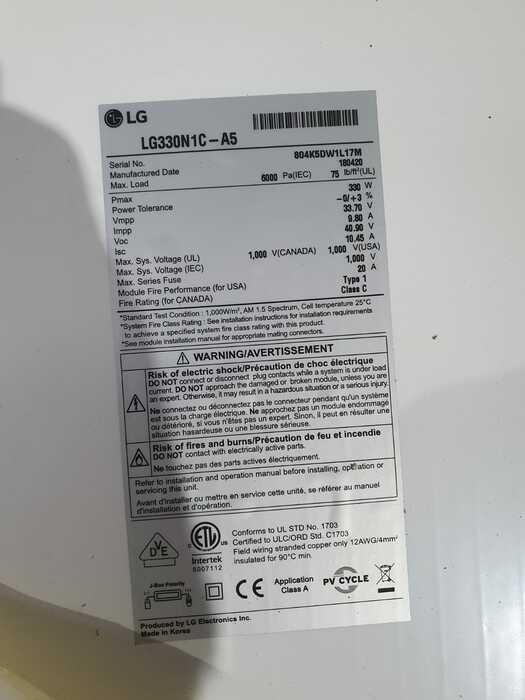 LG
LG330N1C-A5
Serial No. 804K5DW1L17M
Manufactured Date 180420
Max. Load 6000 Pa(IEC) 75 lb/ft²(UL)
Pmax 330 W
Power Tolerance -0/+3 %
Vmpp 33.70 V
Impp 9.80 A
Voc 40.90 V
Isc 10.45 A
Max. Sys. Voltage (UL) 1,000 V(CANADA) 1,000 V(USA)
Max. Sys. Voltage (IEC) 1,000 V
Max. Series Fuse 20 A
Module Fire Performance (for USA) Type 1
Fire Rating (for CANADA) Class C
*Standard Test Condition : 1,000W/m², AM 1.5 Spectrum, Cell temperature 25°C
*System Fire Class Rating : See installation instructions for installation requirements
to achieve a specified system fire class rating with this product.
*See module installation manual for appropriate mating connectors.
WARNING/AVERTISSEMENT
Risk of electric shock/Précaution de choc électrique
DO NOT connect or disconnect plug contacts while system is under load
current. DO NOT approach the damaged or broken module, unless you are
an expert. Otherwise, it may result in a hazardous situation or a serious injury.
Ne connectez ou déconnectez pas le connecteur pendant qu'un système
est sous la charge électrique. Ne approchez pas un module endommagé
ou détérioré, si vous n'êtes pas un expert. Sinon, il peut en résulter une
situation hasardeuse ou une blessure sérieuse.
Risk of fires and burns/Précaution de feu et incendie
DO NOT contact with electrically active parts.
Ne touchez pas des parts actives électriquement.
Refer to installation and operation manual before installing, operation or
servicing this unit.
Avant d'installer ou mettre en service cette unité, se référer au manuel
d'installation et d'opération.
DVE
ETL
c us
Intertek
5007112
Conforms to UL STD No. 1703
Certified to ULC/ORD Std. C1703
Field wiring stranded copper only 12AWG/4mm²
insulated for 90°C min.
J-Box Polarity
CE
Application
Class A
PV CYCLE
Produced by LG Electronics Inc.
Made in Korea